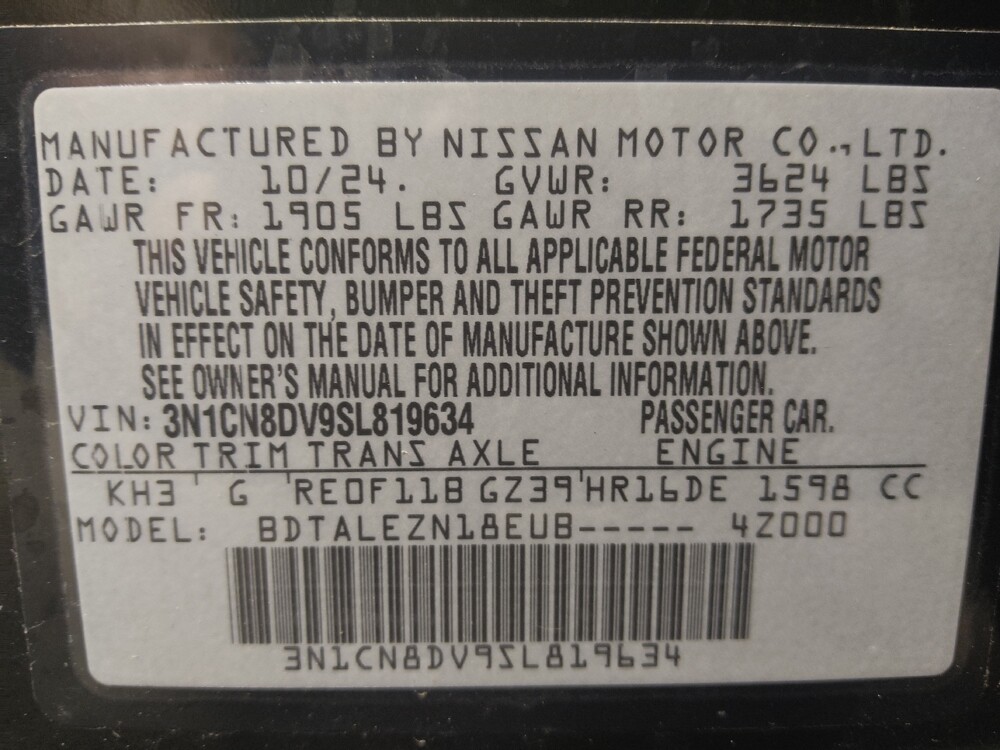 MANUFACTURED BY NISSAN MOTOR CO.,LTD.
DATE: 10/24. GVWR: 3624 LBS
GAWR FR: 1905 LBS GAWR RR: 1735 LBS
THIS VEHICLE CONFORMS TO ALL APPLICABLE FEDERAL MOTOR
VEHICLE SAFETY, BUMPER AND THEFT PREVENTION STANDARDS
IN EFFECT ON THE DATE OF MANUFACTURE SHOWN ABOVE.
SEE OWNER'S MANUAL FOR ADDITIONAL INFORMATION.
VIN: 3N1CN8DV9SL819634 PASSENGER CAR.
COLOR TRIM TRANS AXLE ENGINE
KH3 ' G 'RE0F11B GZ39'HR16DE 1598 CC
MODEL: BDTALEZN18EUB----- 4Z000
3N1CN8DV9SL819634